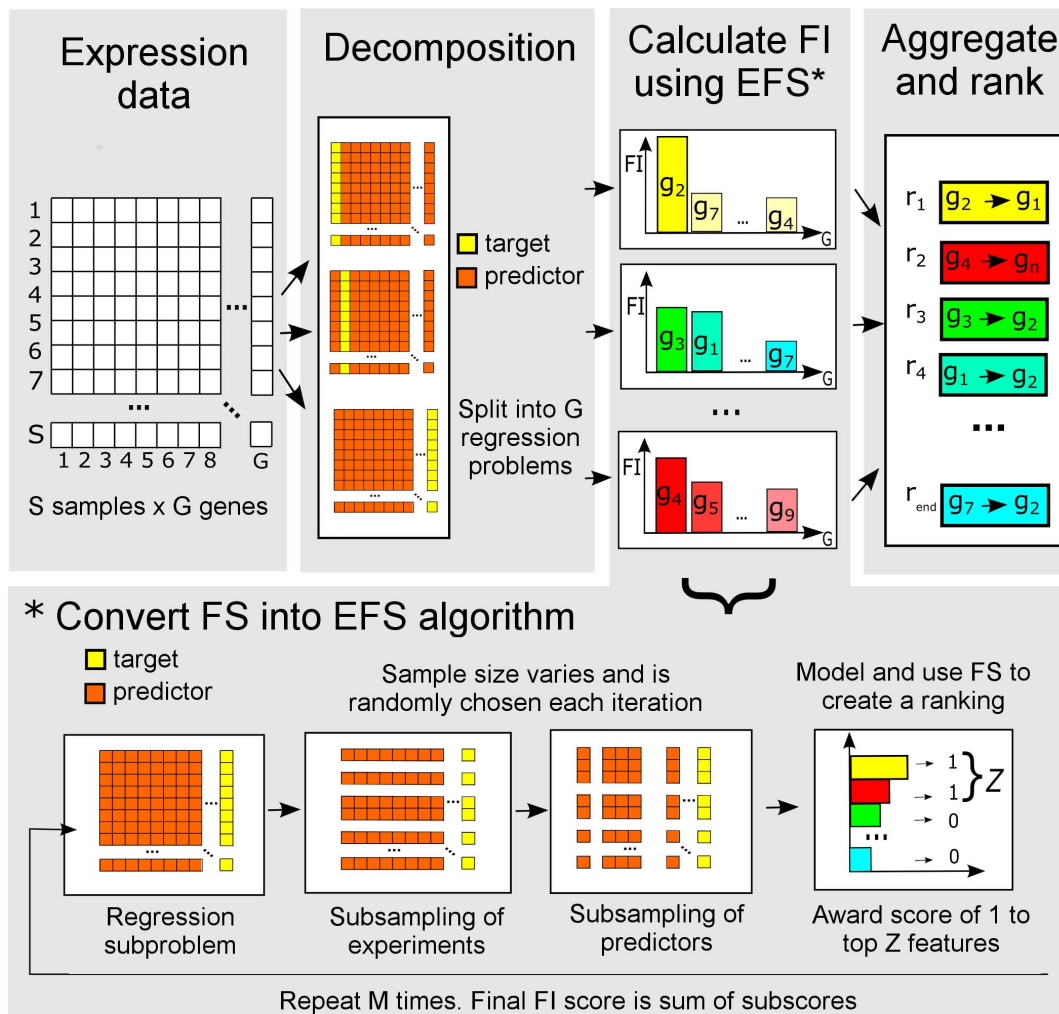 Expression
data
1
2
3
4
5
6
7
S
...
...
...
1 2 3 4 5 6 7 8 G
S samples x G genes
Decomposition
... ...
...
target
predictor
... ...
...
Split into G
regression
problems
... ...
...
Calculate FI
using EFS*
FI
g2
g7
...
g4
G
FI
g3
g1
...
g7
G
...
FI
g4
g5
...
g9
G
Aggregate
and rank
r1 g2 → g1
r2 g4 → gn
r3 g3 → g2
r4 g1 → g2
...
rend g7 → g2
* Convert FS into EFS algorithm
target
predictor
Sample size varies and is
randomly chosen each iteration
Model and use FS to
create a ranking
...
...
...
...
...
...
...
...
...
→ 1
→ 1
} Z
→ 0
...
→ 0
Regression
subproblem
Subsampling of
experiments
Subsampling of
predictors
Award score of 1 to
top Z features
Repeat M times. Final FI score is sum of subscores